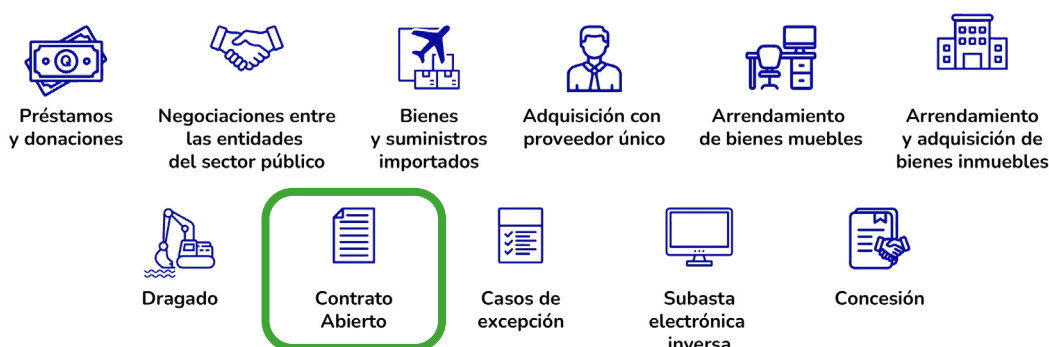 Q
Préstamos
y donaciones
Negociaciones entre
las entidades
del sector público
Bienes
y suministros
importados
Adquisición con
proveedor único
Arrendamiento
de bienes muebles
Arrendamiento
y adquisición de
bienes inmuebles
Dragado
Contrato
Abierto
Casos de
excepción
Subasta
electrónica
inversa
Concesión